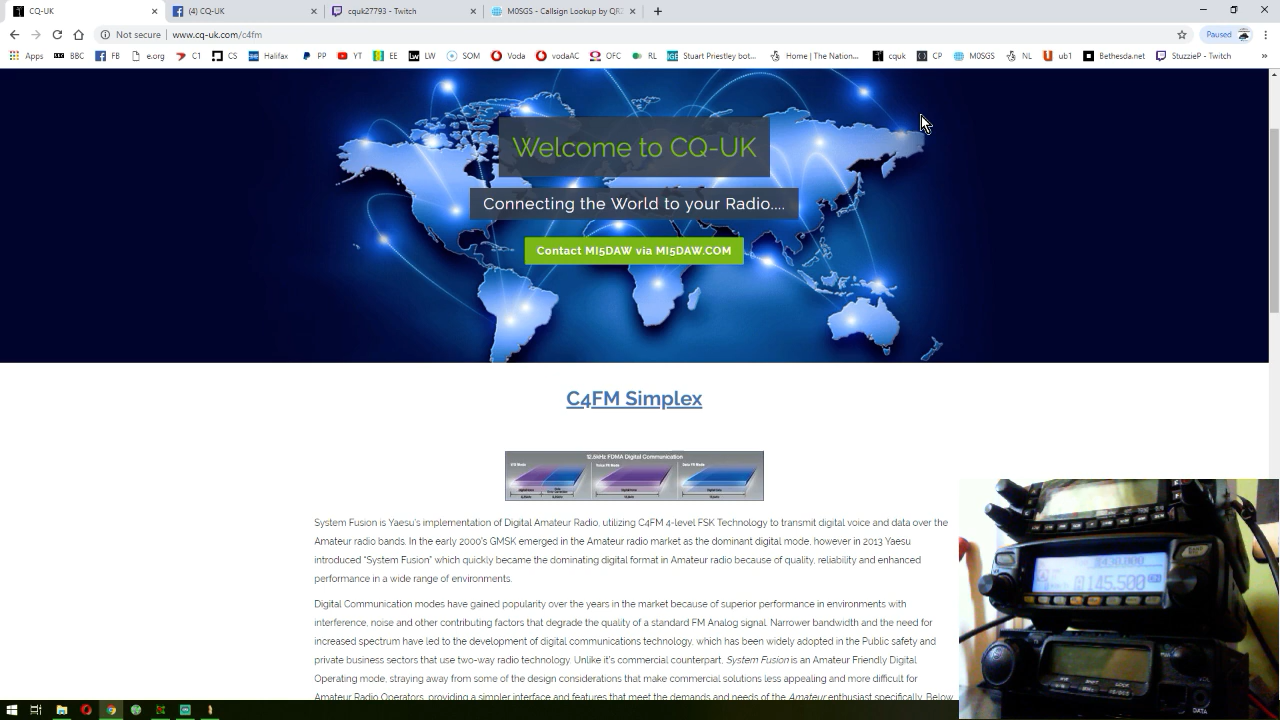 CQ-UK
(4) CQ-UK
cquk27793 - Twitch
M0SGS - Callsign Lookup by QRZ
Not secure | www.cq-uk.com/c4fm
Paused
Apps BBC FB e.org C1 CS Halifax PP YT EE LW SOM Voda vodaAC OFC RL Stuart Priestley bot... Home | The Nation... cquk CP M0SGS NL ub1 Bethesda.net StuzzieP - Twitch
Welcome to CQ-UK
Connecting the World to your Radio....
Contact MI5DAW via MI5DAW.COM
C4FM Simplex
12.5kHz FDMA Digital Communication
System Fusion is Yaesu's implementation of Digital Amateur Radio, utilizing C4FM 4-level FSK Technology to transmit digital voice and data over the
Amateur radio bands. In the early 2000's GMSK emerged in the Amateur radio market as the dominant digital mode, however in 2013 Yaesu
introduced "System Fusion" which quickly became the dominating digital format in Amateur radio because of quality, reliability and enhanced
performance in a wide range of environments.
Digital Communication modes have gained popularity over the years in the market because of superior performance in environments with
interference, noise and other contributing factors that degrade the quality of a standard FM Analog signal. Narrower bandwidth and the need for
increased spectrum have led to the development of digital communications technology, which has been widely adopted in the Public safety and
private business sectors that use two-way radio technology. Unlike it's commercial counterpart, System Fusion is an Amateur Friendly Digital
Operating mode, straying away from some of the design considerations that make commercial solutions less appealing and more difficult for
Amateur use and providing a simpler interface and features that meet the demands and needs of the Amateur enthusiast specifically. Below
145.500
LOCK
VOL
DATA